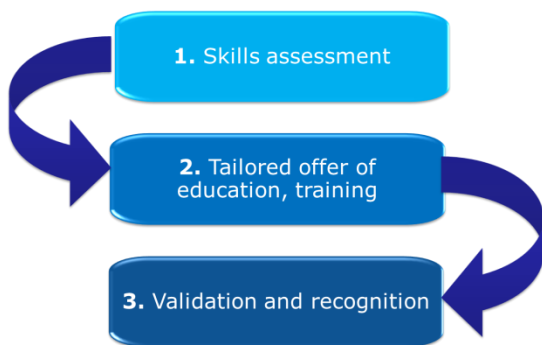 1. Skills assessment
2. Tailored offer of
education, training
3. Validation and recognition